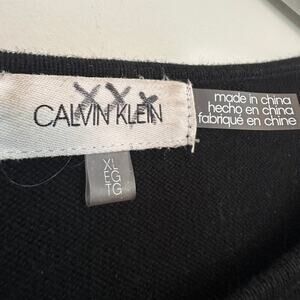 CALVIN KLEIN
made in china
hecho en china
fabriqué en chine
XL
EG
TG